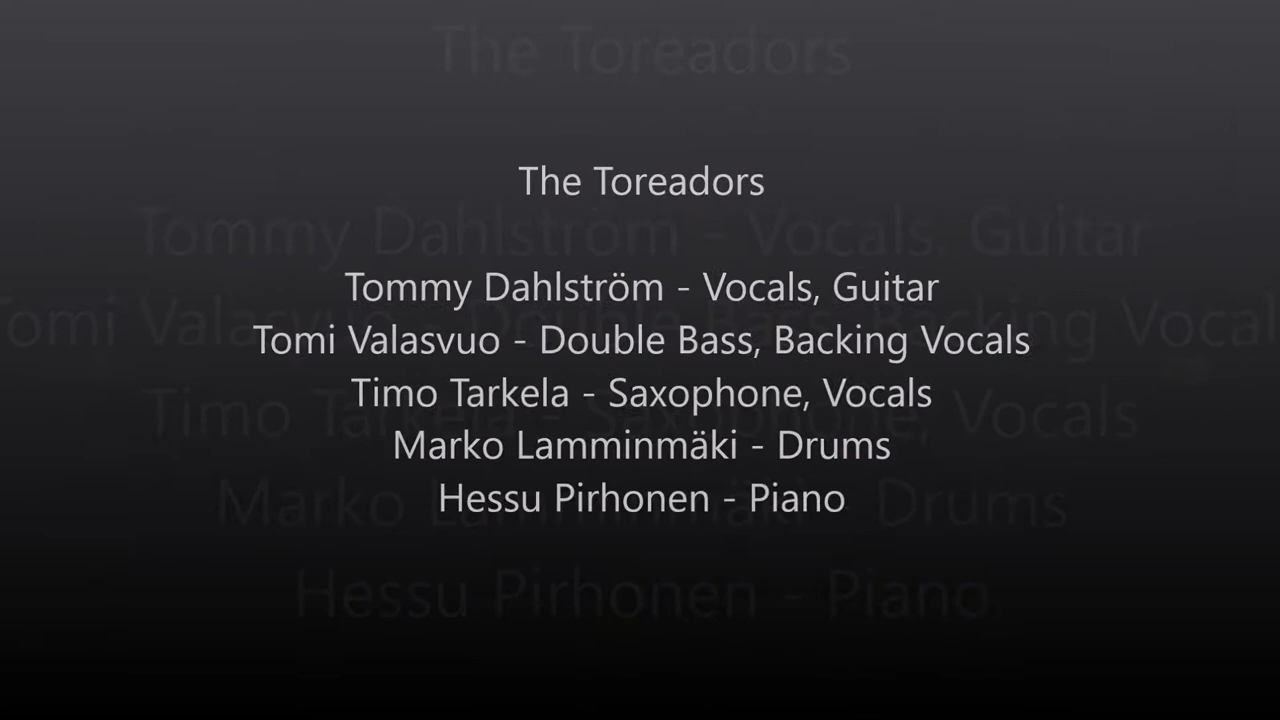 The Toreadors
Tommy Dahlström - Vocals, Guitar
Tomi Valasvuo - Double Bass, Backing Vocals
Timo Tarkela - Saxophone, Vocals
Marko Lamminmäki - Drums
Hessu Pirhonen - Piano